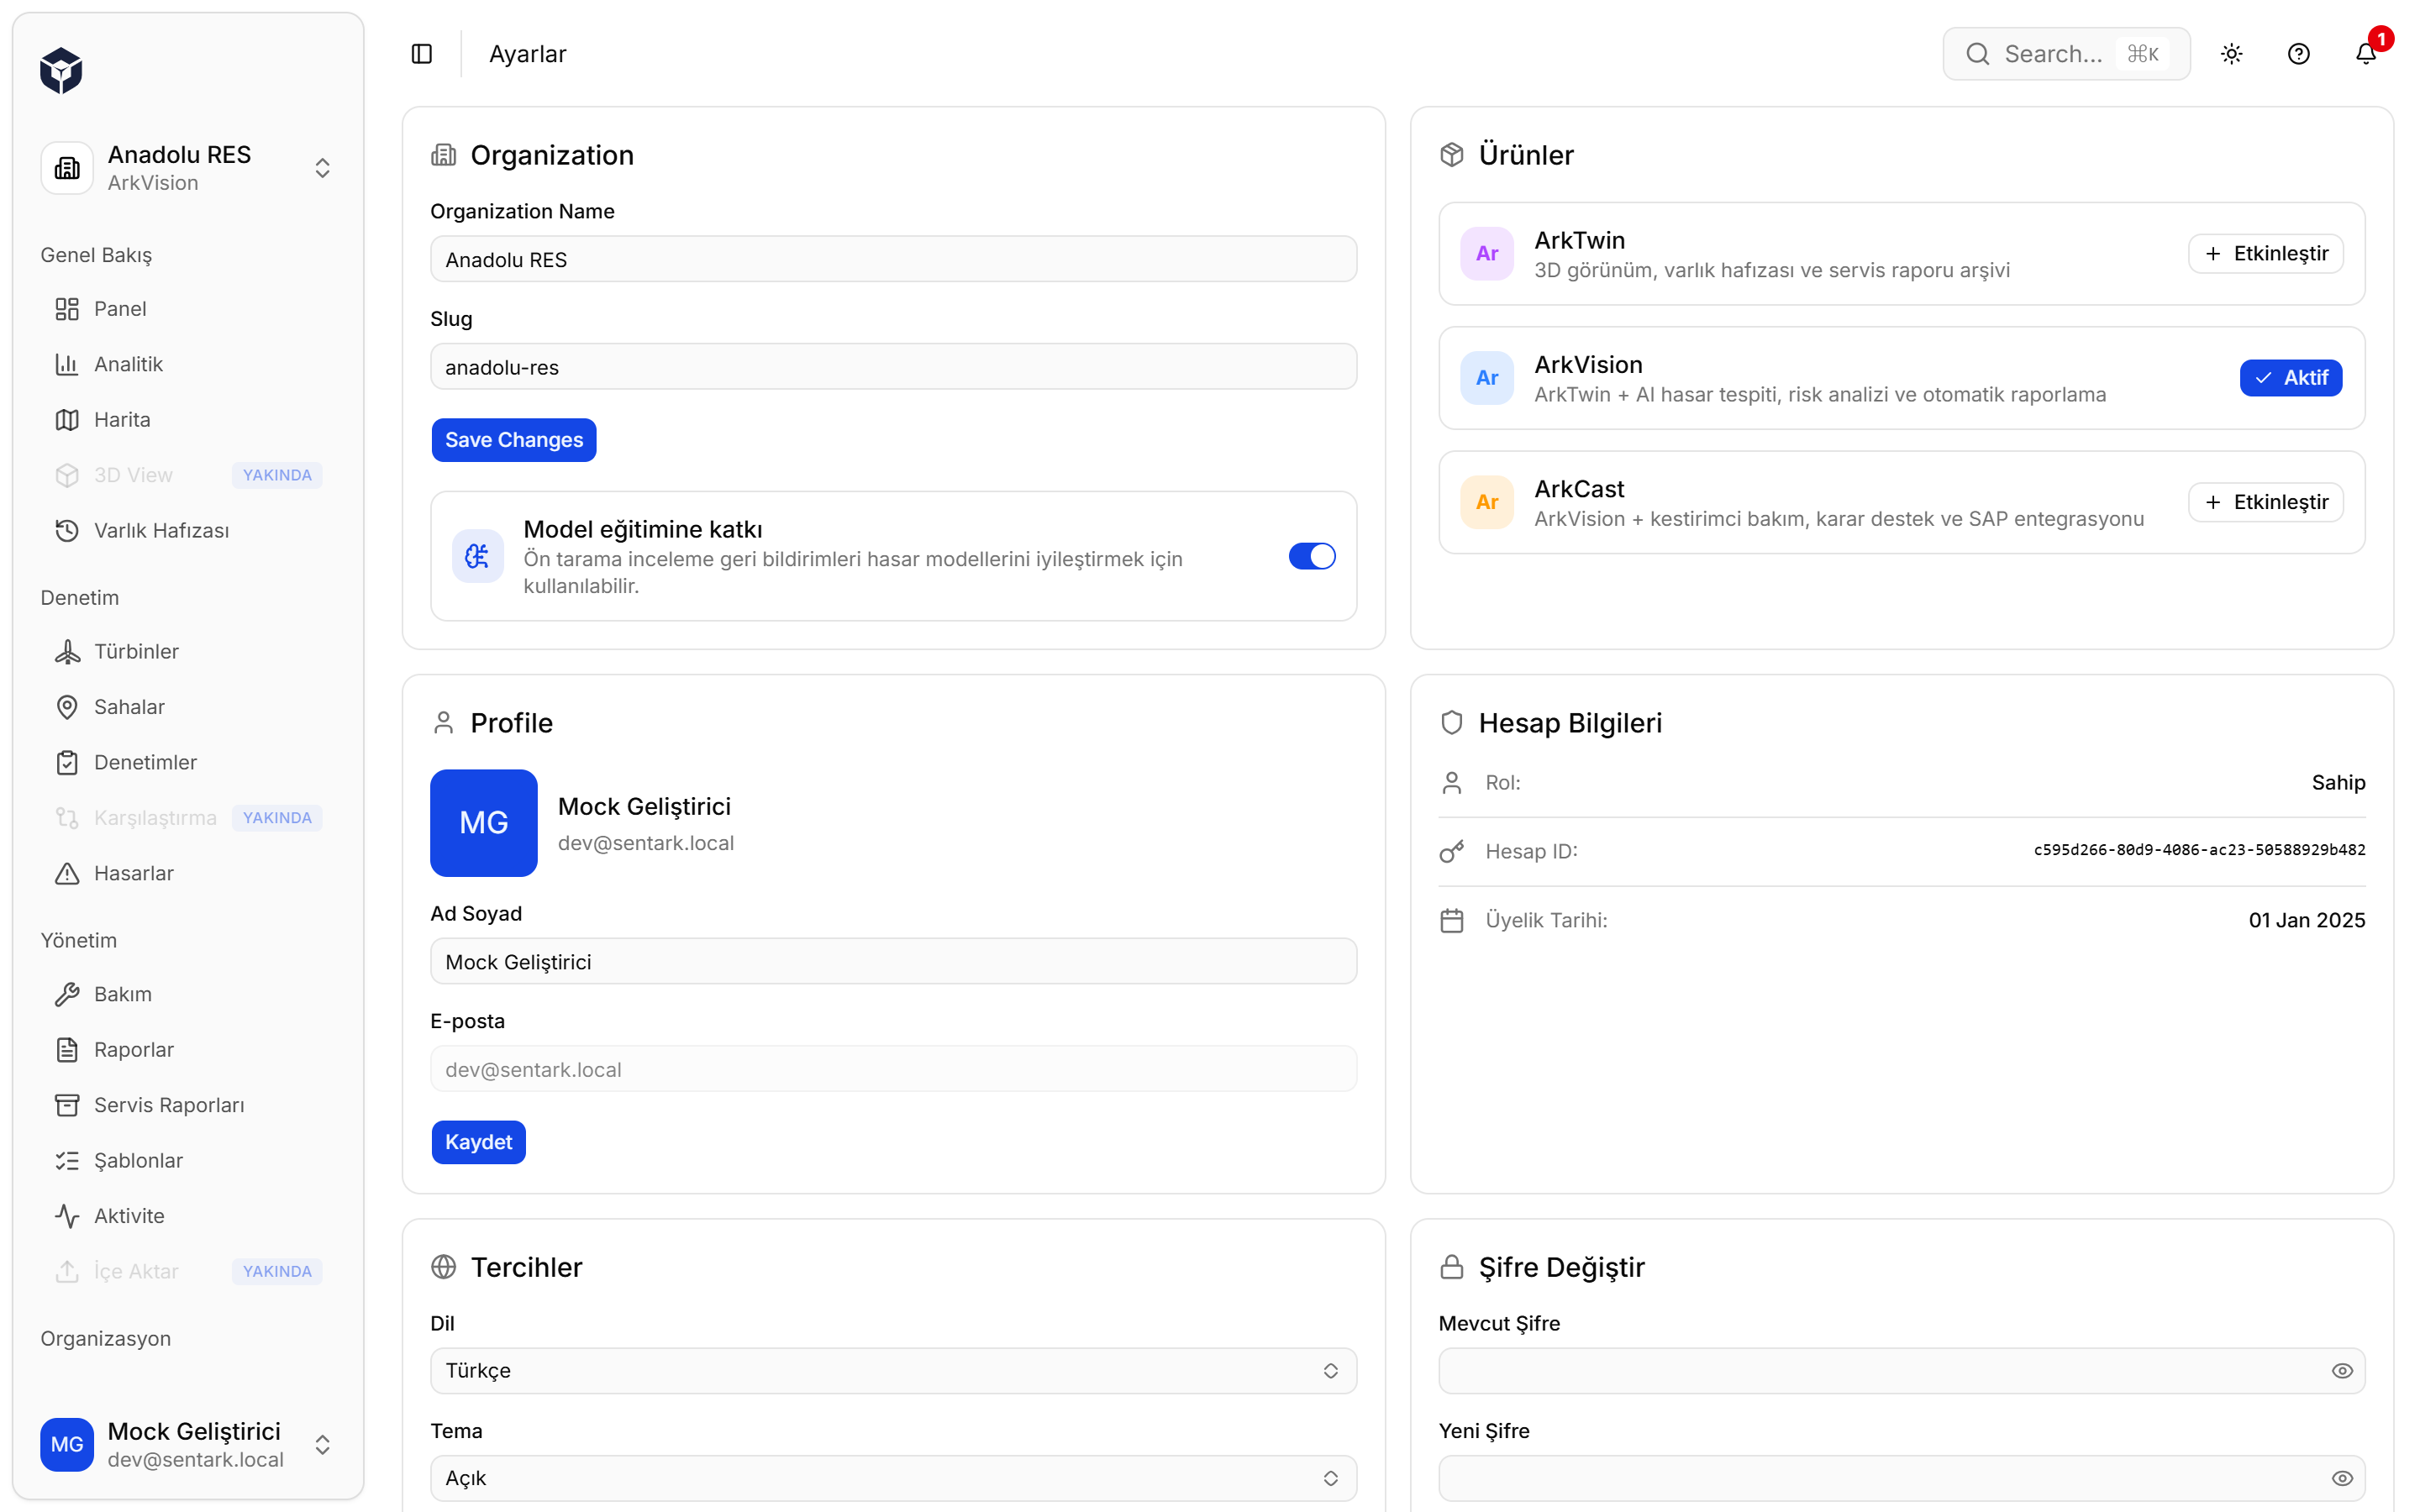 Anadolu RES
ArkVision
Genel Bakış
Panel
Analitik
Harita
3D View YAKINDA
Varlık Hafızası
Denetim
Türbinler
Sahalar
Denetimler
Karşılaştırma YAKINDA
Hasarlar
Yönetim
Bakım
Raporlar
Servis Raporları
Şablonlar
Aktivite
İçe Aktar YAKINDA
Organizasyon
MG
Mock Geliştirici
dev@sentark.local
Ayarlar
Search... ⌘K
1
Organization
Organization Name
Anadolu RES
Slug
anadolu-res
Save Changes
Model eğitimine katkı
Ön tarama inceleme geri bildirimleri hasar modellerini iyileştirmek için
kullanılabilir.
Ürünler
Ar
ArkTwin
3D görünüm, varlık hafızası ve servis raporu arşivi
+ Etkinleştir
Ar
ArkVision
ArkTwin + AI hasar tespiti, risk analizi ve otomatik raporlama
Aktif
Ar
ArkCast
ArkVision + kestirimci bakım, karar destek ve SAP entegrasyonu
+ Etkinleştir
Profile
MG
Mock Geliştirici
dev@sentark.local
Ad Soyad
Mock Geliştirici
E-posta
dev@sentark.local
Kaydet
Hesap Bilgileri
Rol: Sahip
Hesap ID: c595d266-80d9-4086-ac23-50588929b482
Üyelik Tarihi: 01 Jan 2025
Tercihler
Dil
Türkçe
Tema
Açık
Şifre Değiştir
Mevcut Şifre
Yeni Şifre